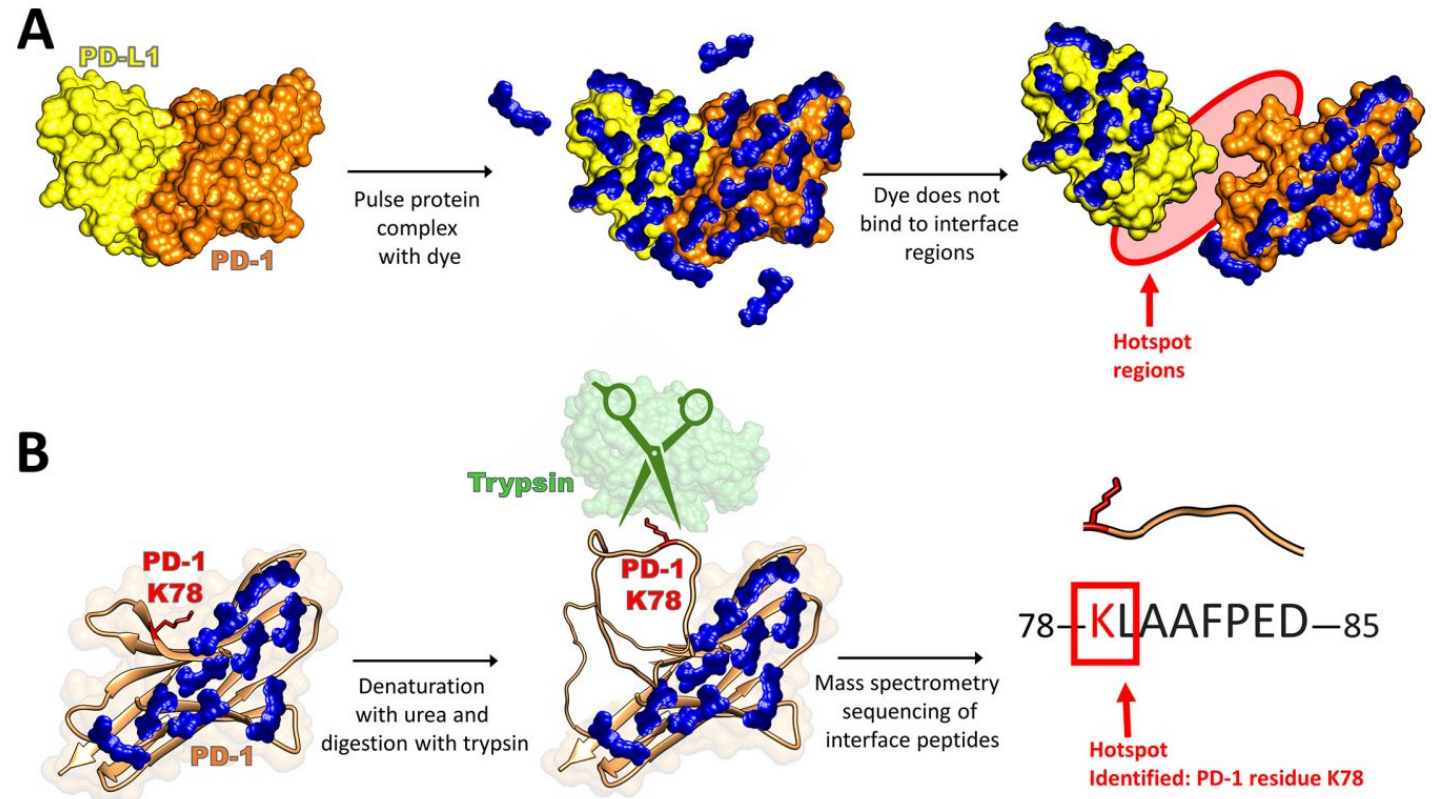 A
PD-L1
PD-1
Pulse protein
complex
with dye
Dye does not
bind to interface
regions
Hotspot
regions
B
PD-1
K78
PD-1
Denaturation
with urea and
digestion with trypsin
Trypsin
PD-1
K78
Mass spectrometry
sequencing of
interface peptides
78—KLAAFPED—85
Hotspot
Identified: PD-1 residue K78